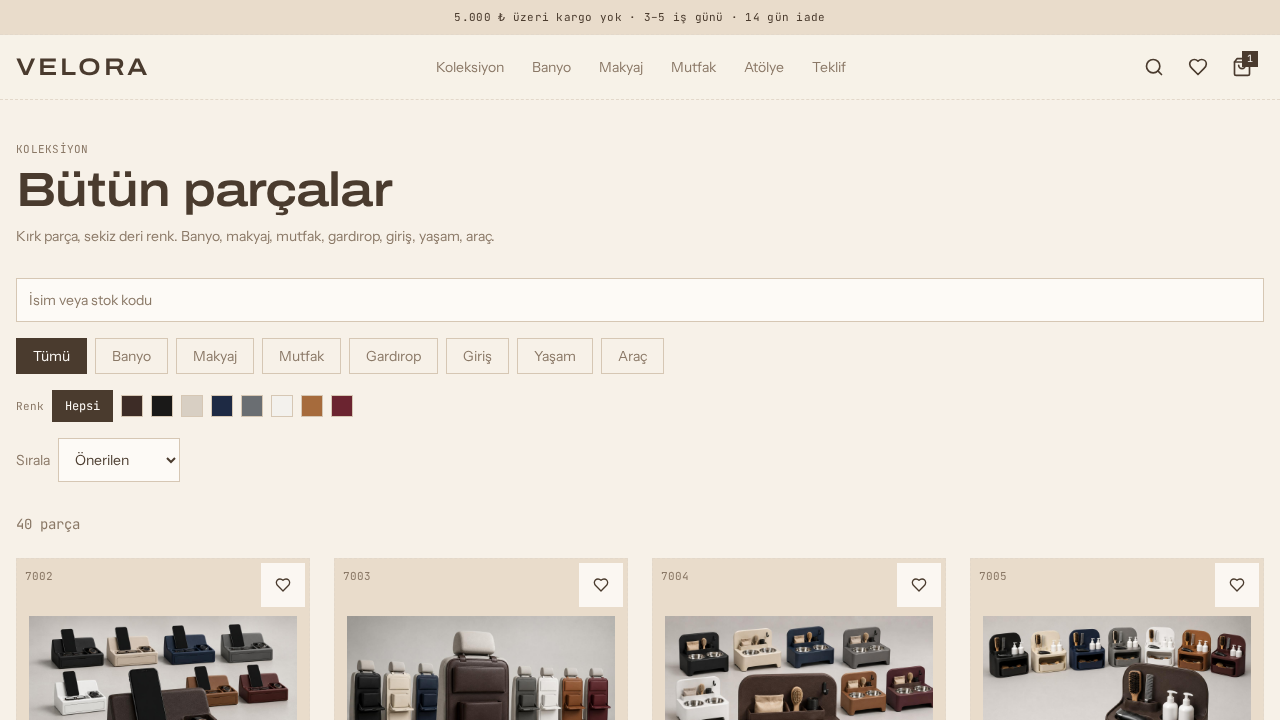 5.000 ₺ üzeri kargo yok · 3–5 iş günü · 14 gün iade
VELORA
Koleksiyon
Banyo
Makyaj
Mutfak
Atölye
Teklif
1
KOLEKSİYON
Bütün parçalar
Kırk parça, sekiz deri renk. Banyo, makyaj, mutfak, gardırop, giriş, yaşam, araç.
İsim veya stok kodu
Tümü
Banyo
Makyaj
Mutfak
Gardırop
Giriş
Yaşam
Araç
Renk
Hepsi
Sırala
Önerilen
40 parça
7002
7003
7004
7005